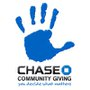 CHASE
COMMUNITY GIVING
you decide what matters